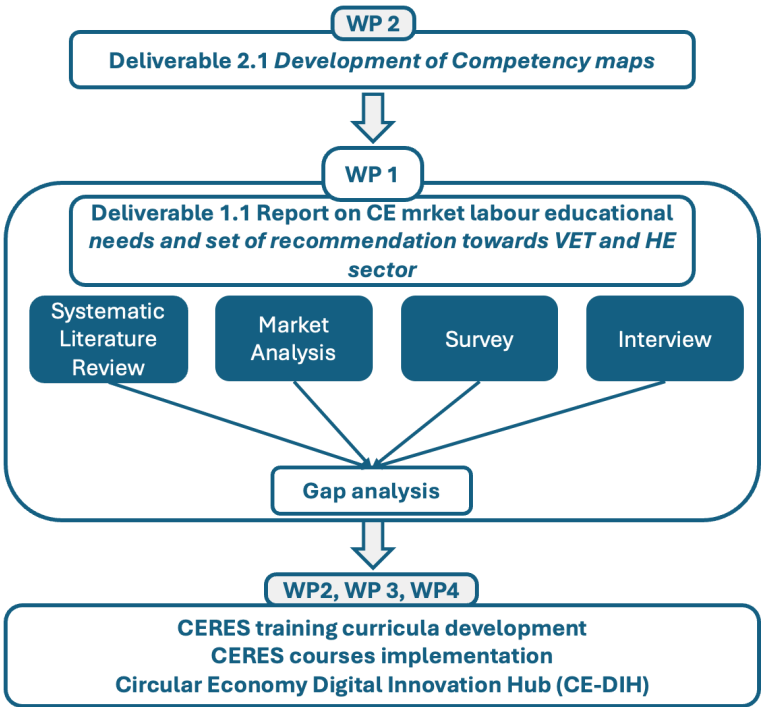 WP 2
Deliverable 2.1 Development of Competency maps
WP 1
Deliverable 1.1 Report on CE mrket labour educational
needs and set of recommendation towards VET and HE
sector
Systematic
Literature
Review
Market
Analysis
Survey
Interview
Gap analysis
WP2, WP 3, WP4
CERES training curricula development
CERES courses implementation
Circular Economy Digital Innovation Hub (CE-DIH)